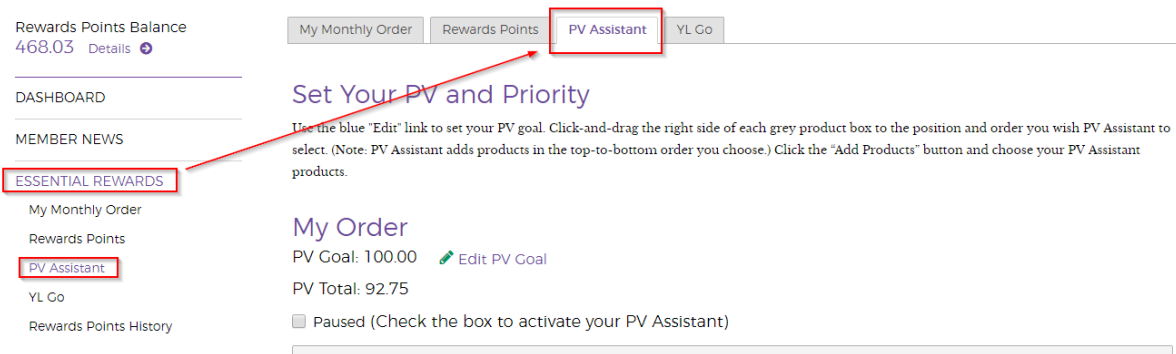 Rewards Points Balance
468.03 Details
DASHBOARD
MEMBER NEWS
ESSENTIAL REWARDS
My Monthly Order
Rewards Points
PV Assistant
YL Go
Rewards Points History
My Monthly Order
Rewards Points
PV Assistant
YL Go
Set Your PV and Priority
Use the blue "Edit" link to set your PV goal. Click-and-drag the right side of each grey product box to the position and order you wish PV Assistant to
select. (Note: PV Assistant adds products in the top-to-bottom order you choose.) Click the “Add Products” button and choose your PV Assistant
products.
My Order
PV Goal: 100.00 Edit PV Goal
PV Total: 92.75
Paused (Check the box to activate your PV Assistant)